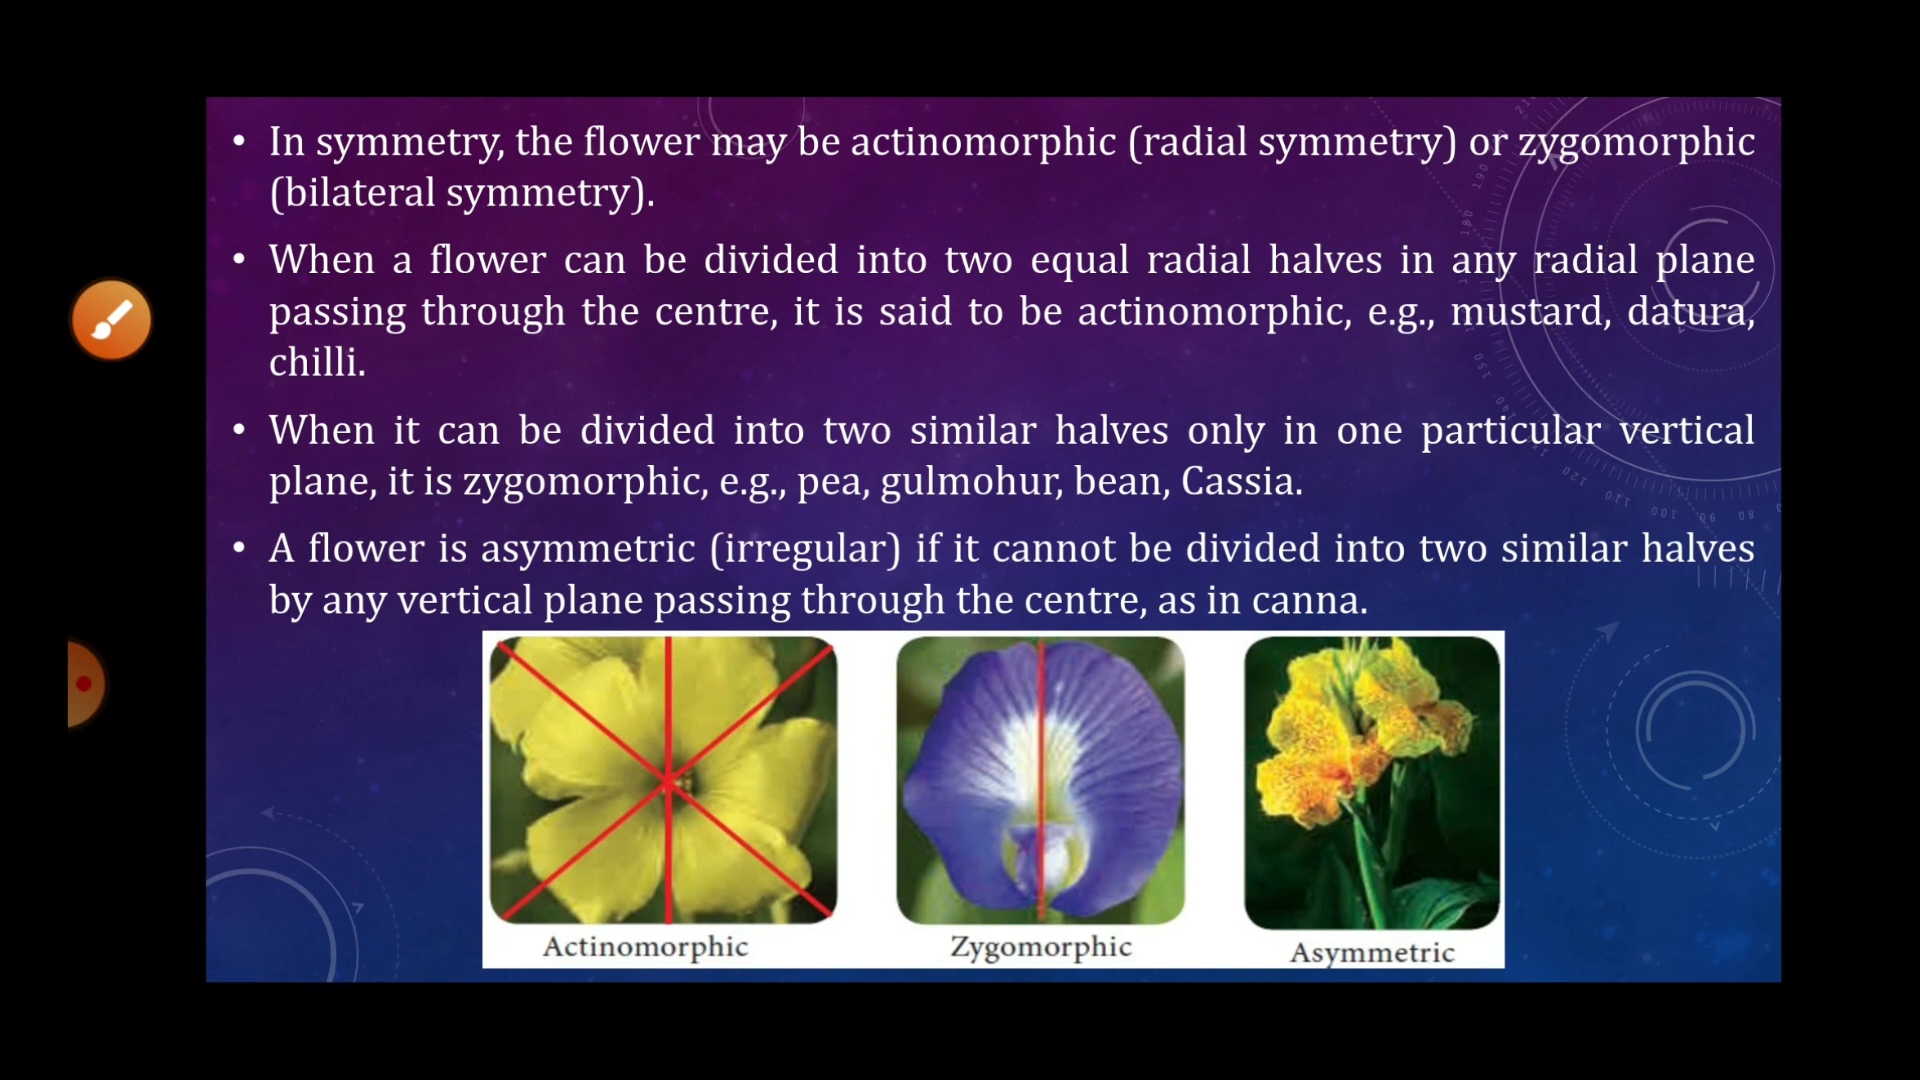 • In symmetry, the flower may be actinomorphic (radial symmetry) or zygomorphic
(bilateral symmetry).
• When a flower can be divided into two equal radial halves in any radial plane
passing through the centre, it is said to be actinomorphic, e.g., mustard, datura,
chilli.
• When it can be divided into two similar halves only in one particular vertical
plane, it is zygomorphic, e.g., pea, gulmohur, bean, Cassia.
• A flower is asymmetric (irregular) if it cannot be divided into two similar halves
by any vertical plane passing through the centre, as in canna.
Actinomorphic
Zygomorphic
Asymmetric